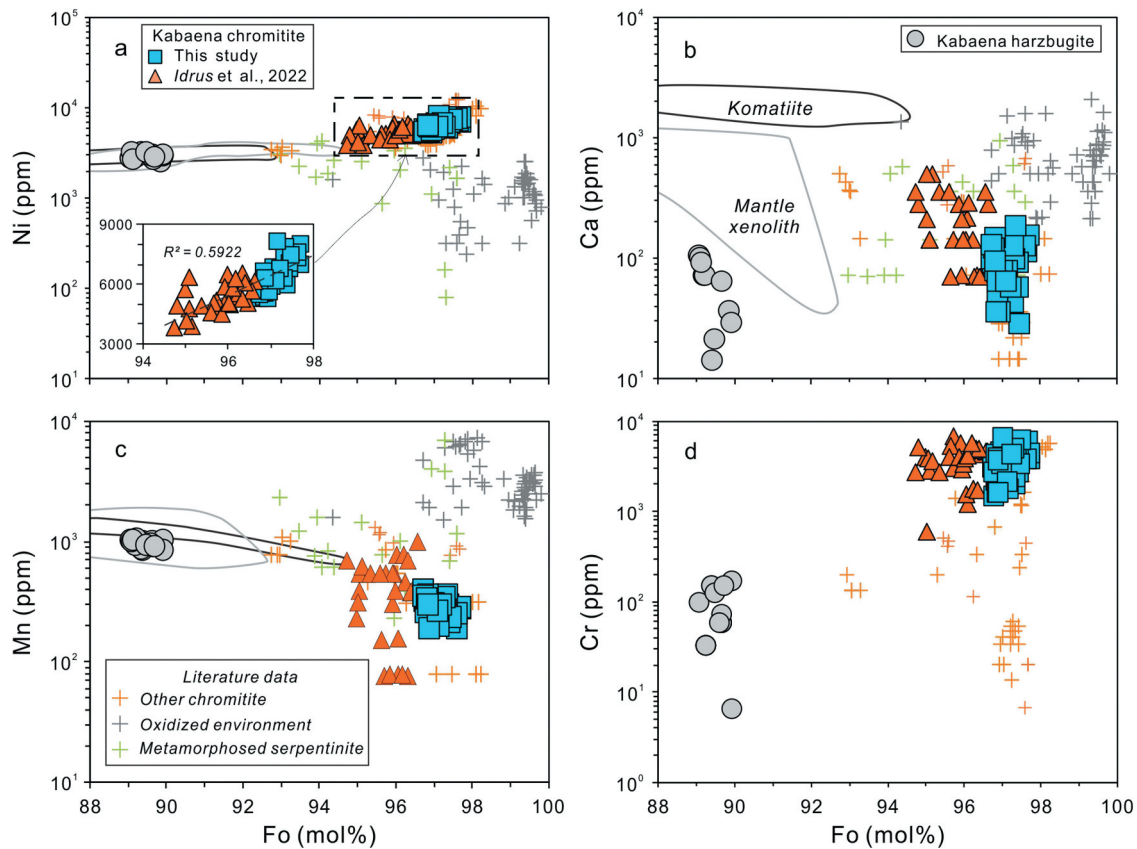 a
Kabaena chromitite
This study
Idrus et al., 2022
Ni (ppm)
10⁵
10⁴
10³
10²
10¹
9000
6000
3000
R² = 0.5922
94
96
98
b
Kabaena harzbugite
Komatiite
Mantle
xenolith
Ca (ppm)
10⁴
10³
10²
10¹
c
Mn (ppm)
10⁴
10³
10²
10¹
Literature data
Other chromitite
Oxidized environment
Metamorphosed serpentinite
88
90
92
94
96
98
100
Fo (mol%)
d
Cr (ppm)
10⁴
10³
10²
10¹
10⁰
88
90
92
94
96
98
100
Fo (mol%)